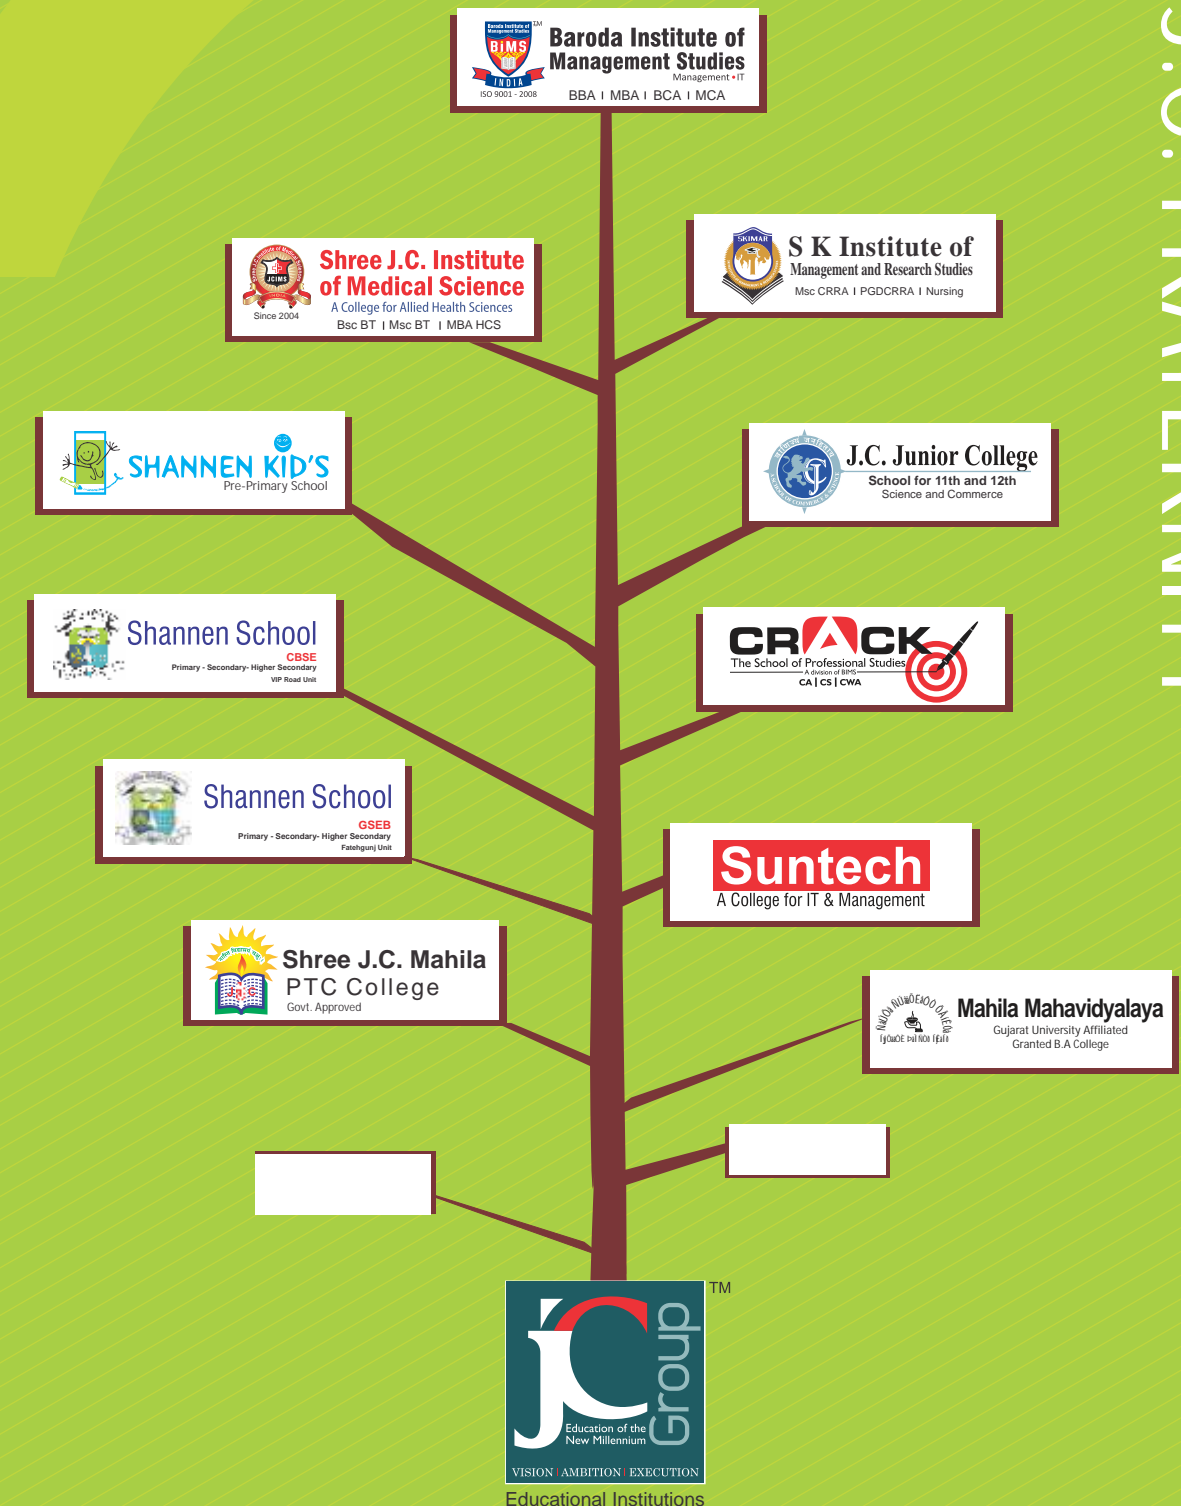 Baroda Institute of
Management Studies
BiMS
INDIA
ISO 9001 - 2008
TM
Baroda Institute of
Management Studies
Management • IT
BBA I MBA I BCA I MCA
JCIMS
Since 2004
Shree J.C. Institute
of Medical Science
A College for Allied Health Sciences
Bsc BT I Msc BT I MBA HCS
SKIMAR
S K Institute of
Management and Research Studies
Msc CRRA I PGDCRRA I Nursing
SHANNEN KID'S
Pre-Primary School
J.C. Junior College
School for 11th and 12th
Science and Commerce
Shannen School
CBSE
Primary - Secondary- Higher Secondary
VIP Road Unit
CRACK
The School of Professional Studies
A division of BIMS
CA | CS | CWA
Shannen School
GSEB
Primary - Secondary- Higher Secondary
Fatehgunj Unit
Suntech
A College for IT & Management
Shree J.C. Mahila
PTC College
Govt. Approved
Mahila Mahavidyalaya
Gujarat University Affiliated
Granted B.A College
jC Group
TM
Education of the
New Millennium
VISION | AMBITION | EXECUTION
Educational Institutions